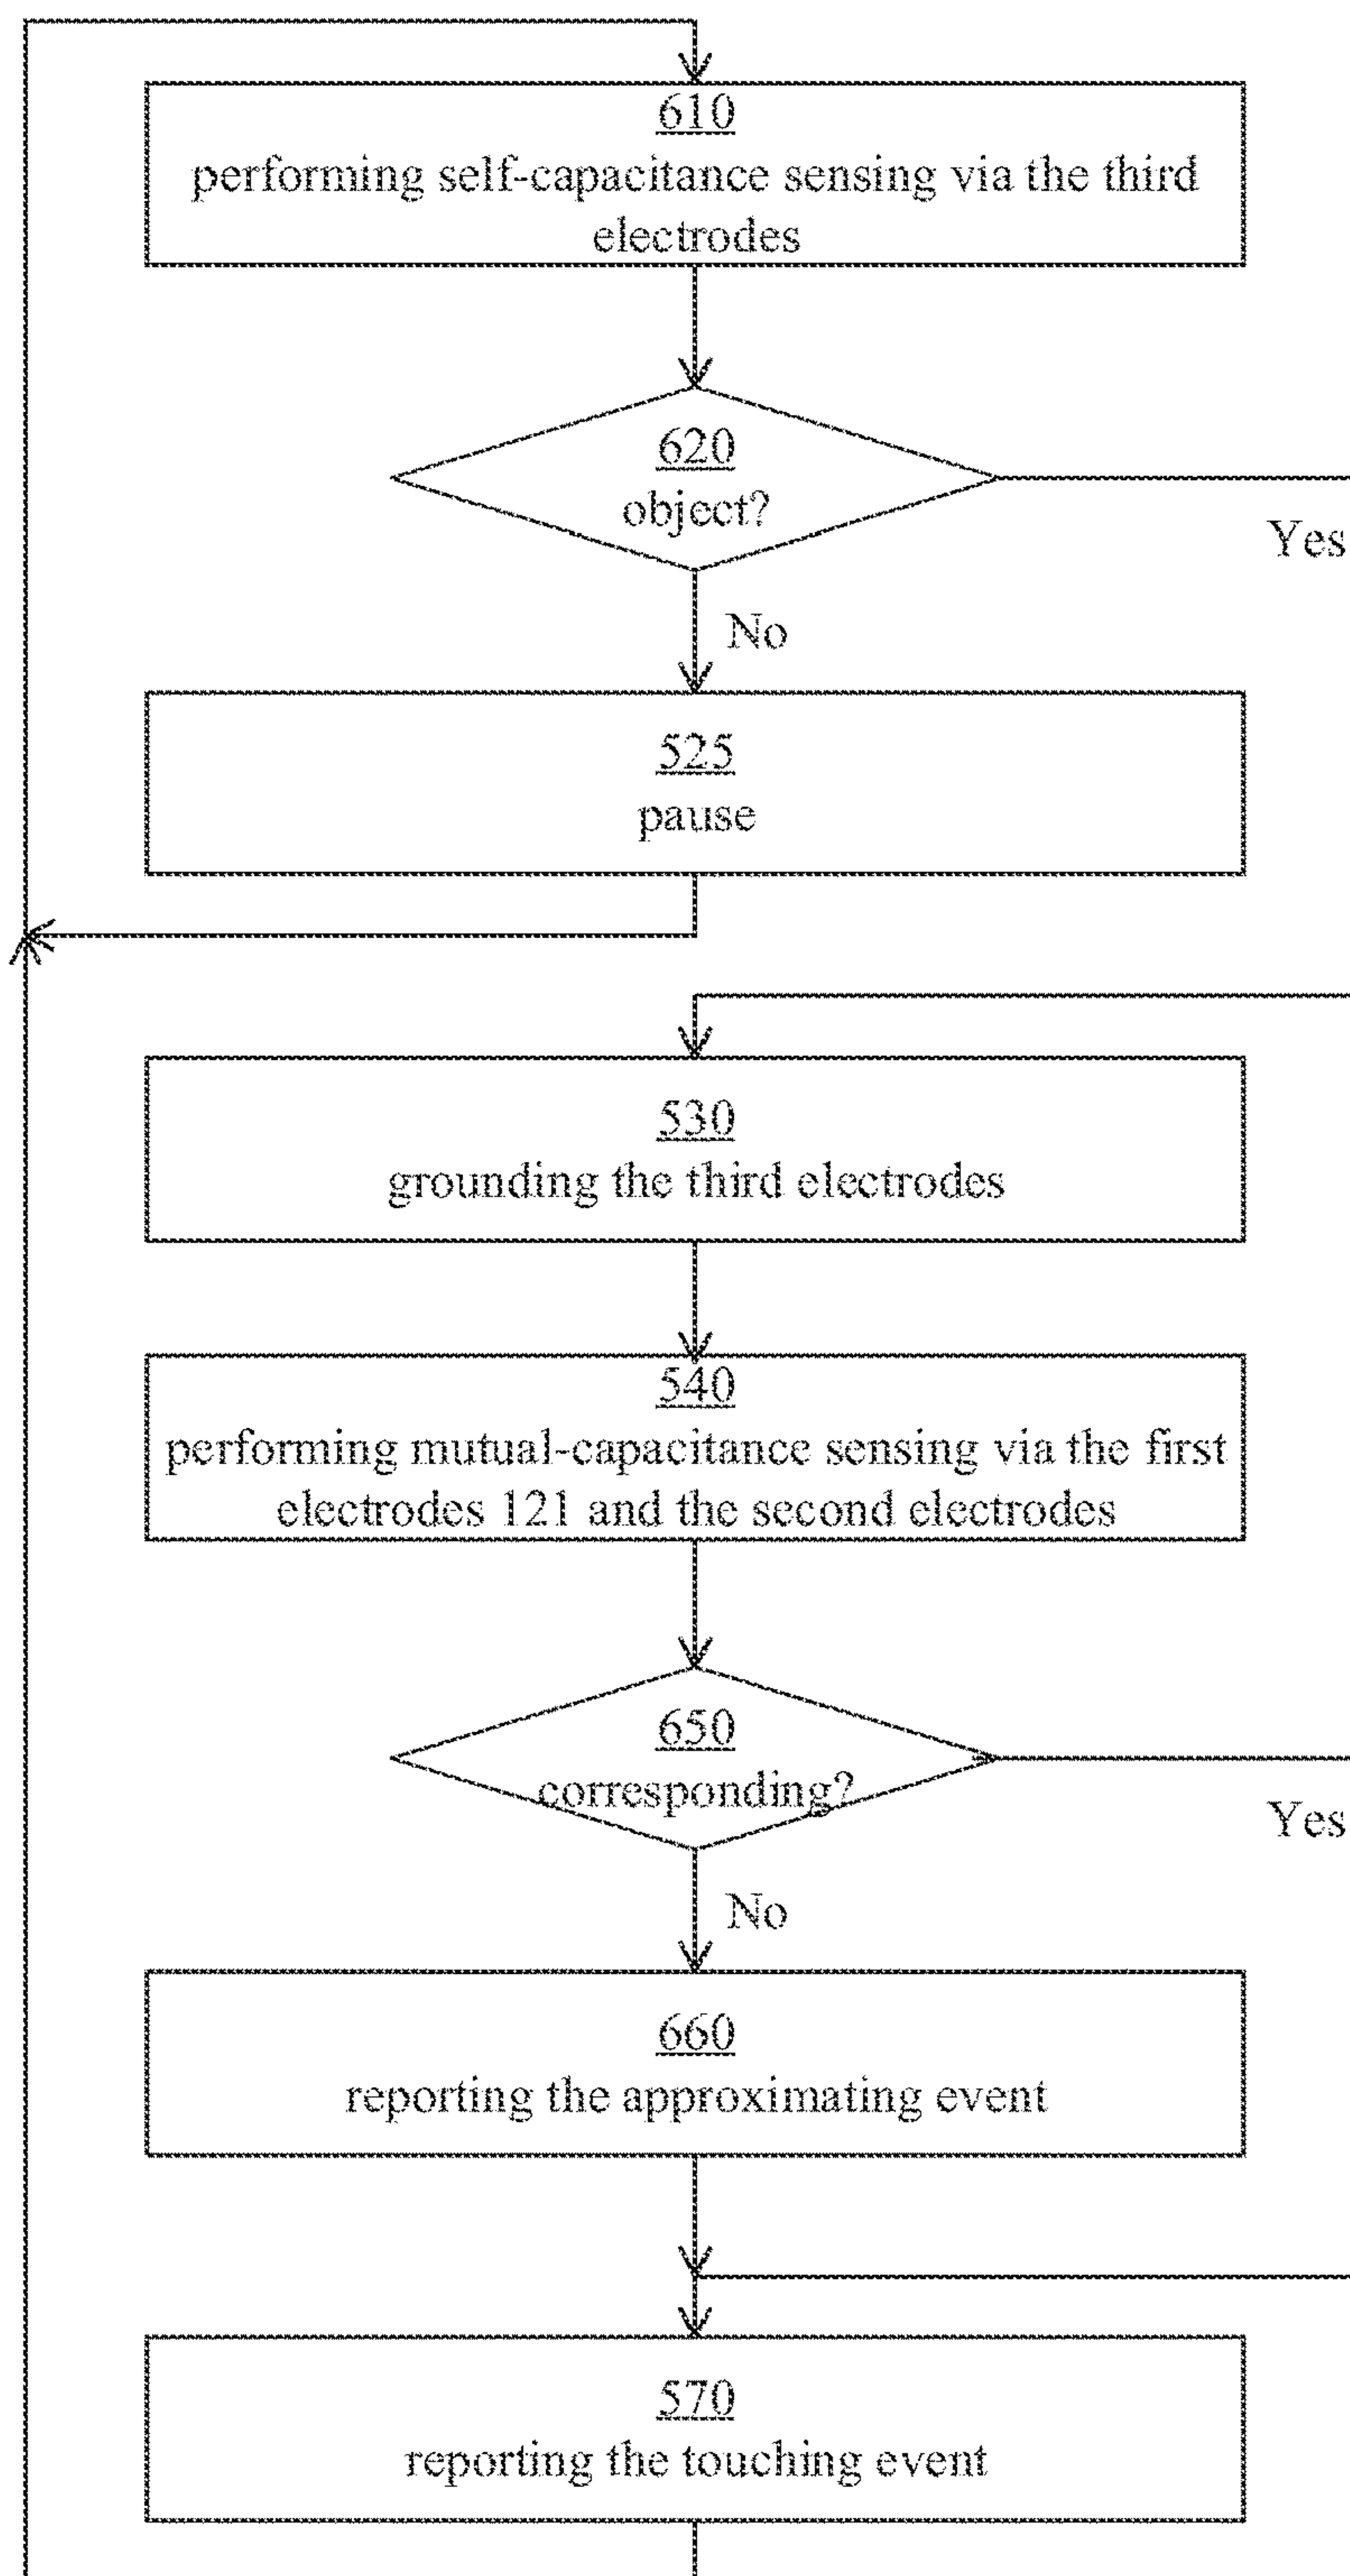 610
performing self-capacitance sensing via the third
electrodes
620
object?
Yes
No
525
pause
530
grounding the third electrodes
540
performing mutual-capacitance sensing via the first
electrodes 121 and the second electrodes
650
corresponding?
Yes
No
660
reporting the approximating event
570
reporting the touching event